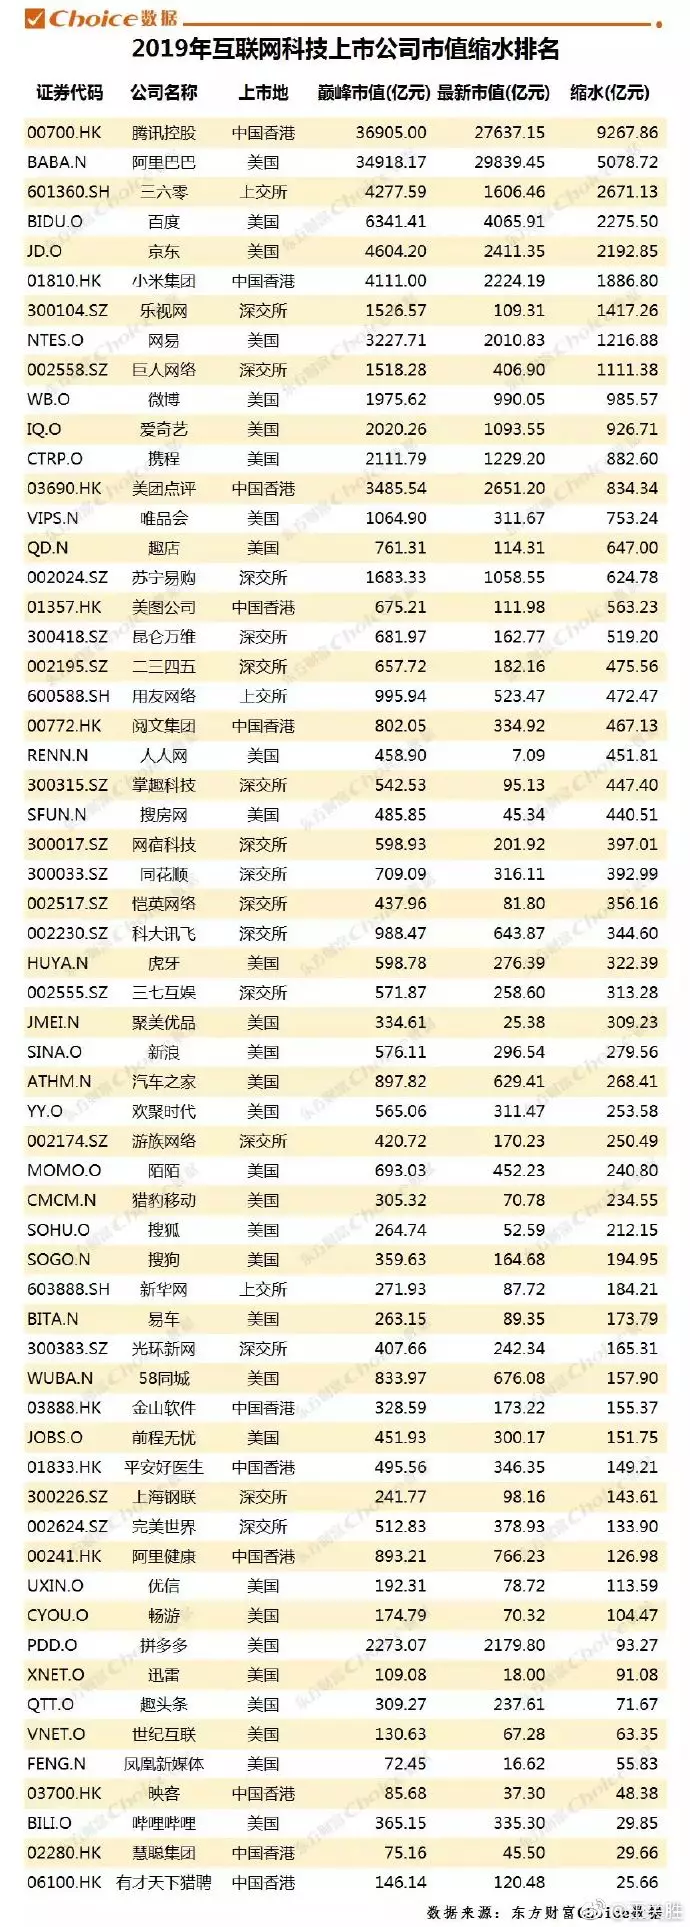 Choice数据
2019年互联网科技上市公司市值缩水排名
证券代码 公司名称 上市地 巅峰市值(亿元) 最新市值(亿元) 缩水(亿元)
00700.HK 腾讯控股 中国香港 36905.00 27637.15 9267.86
BABA.N 阿里巴巴 美国 34918.17 29839.45 5078.72
601360.SH 三六零 上交所 4277.59 1606.46 2671.13
BIDU.O 百度 美国 6341.41 4065.91 2275.50
JD.O 京东 美国 4604.20 2411.35 2192.85
01810.HK 小米集团 中国香港 4111.00 2224.19 1886.80
300104.SZ 乐视网 深交所 1526.57 109.31 1417.26
NTES.O 网易 美国 3227.71 2010.83 1216.88
002558.SZ 巨人网络 深交所 1518.28 406.90 1111.38
WB.O 微博 美国 1975.62 990.05 985.57
IQ.O 爱奇艺 美国 2020.26 1093.55 926.71
CTRP.O 携程 美国 2111.79 1229.20 882.60
03690.HK 美团点评 中国香港 3485.54 2651.20 834.34
VIPS.N 唯品会 美国 1064.90 311.67 753.24
QD.N 趣店 美国 761.31 114.31 647.00
002024.SZ 苏宁易购 深交所 1683.33 1058.55 624.78
01357.HK 美图公司 中国香港 675.21 111.98 563.23
300418.SZ 昆仑万维 深交所 681.97 162.77 519.20
002195.SZ 二三四五 深交所 657.72 182.16 475.56
600588.SH 用友网络 上交所 995.94 523.47 472.47
00772.HK 阅文集团 中国香港 802.05 334.92 467.13
RENN.N 人人网 美国 458.90 7.09 451.81
300315.SZ 掌趣科技 深交所 542.53 95.13 447.40
SFUN.N 搜房网 美国 485.85 45.34 440.51
300017.SZ 网宿科技 深交所 598.93 201.92 397.01
300033.SZ 同花顺 深交所 709.09 316.11 392.99
002517.SZ 恺英网络 深交所 437.96 81.80 356.16
002230.SZ 科大讯飞 深交所 988.47 643.87 344.60
HUYA.N 虎牙 美国 598.78 276.39 322.39
002555.SZ 三七互娱 深交所 571.87 258.60 313.28
JMEI.N 聚美优品 美国 334.61 25.38 309.23
SINA.O 新浪 美国 576.11 296.54 279.56
ATHM.N 汽车之家 美国 897.82 629.41 268.41
YY.O 欢聚时代 美国 565.06 311.47 253.58
002174.SZ 游族网络 深交所 420.72 170.23 250.49
MOMO.O 陌陌 美国 693.03 452.23 240.80
CMCM.N 猎豹移动 美国 305.32 70.78 234.55
SOHU.O 搜狐 美国 264.74 52.59 212.15
SOGO.N 搜狗 美国 359.63 164.68 194.95
603888.SH 新华网 上交所 271.93 87.72 184.21
BITA.N 易车 美国 263.15 89.35 173.79
300383.SZ 光环新网 深交所 407.66 242.34 165.31
WUBA.N 58同城 美国 833.97 676.08 157.90
03888.HK 金山软件 中国香港 328.59 173.22 155.37
JOBS.O 前程无忧 美国 451.93 300.17 151.75
01833.HK 平安好医生 中国香港 495.56 346.35 149.21
300226.SZ 上海钢联 深交所 241.77 98.16 143.61
002624.SZ 完美世界 深交所 512.83 378.93 133.90
00241.HK 阿里健康 中国香港 893.21 766.23 126.98
UXIN.O 优信 美国 192.31 78.72 113.59
CYOU.O 畅游 美国 174.79 70.32 104.47
PDD.O 拼多多 美国 2273.07 2179.80 93.27
XNET.O 迅雷 美国 109.08 18.00 91.08
QTT.O 趣头条 美国 309.27 237.61 71.67
VNET.O 世纪互联 美国 130.63 67.28 63.35
FENG.N 凤凰新媒体 美国 72.45 16.62 55.83
03700.HK 映客 中国香港 85.68 37.30 48.38
BILI.O 哔哩哔哩 美国 365.15 335.30 29.85
02280.HK 慧聪集团 中国香港 75.16 45.50 29.66
06100.HK 有才天下猎聘 中国香港 146.14 120.48 25.66
数据来源：东方财富Choice数据